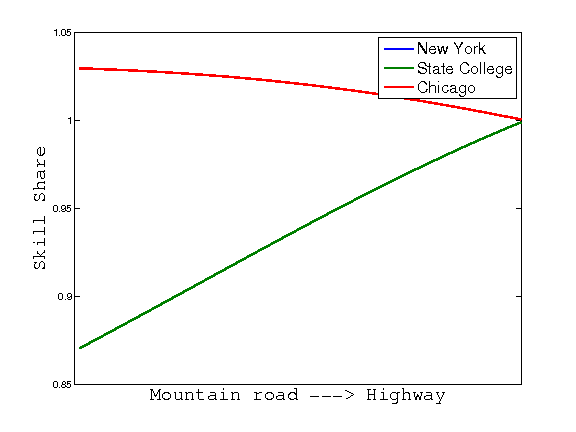 1.05
1
0.95
0.9
0.85
Skill Share
New York
State College
Chicago
Mountain road ---> Highway